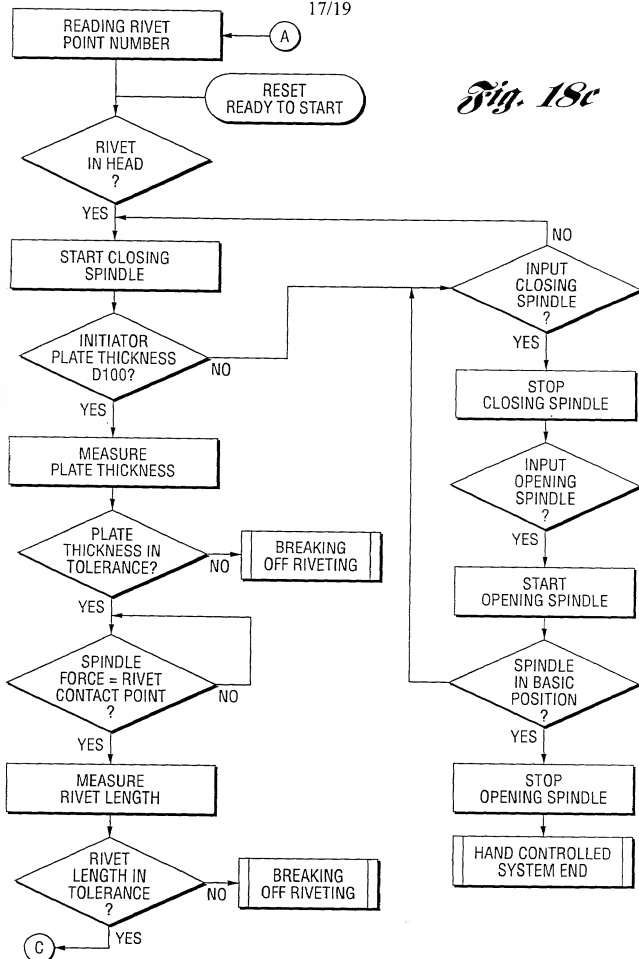 17/19
READING RIVET
POINT NUMBER
A
RESET
READY TO START
Fig. 18c
RIVET
IN HEAD
?
YES
START CLOSING
SPINDLE
INITIATOR
PLATE THICKNESS
D100?
NO
YES
MEASURE
PLATE THICKNESS
PLATE
THICKNESS IN
TOLERANCE?
NO
BREAKING
OFF RIVETING
YES
SPINDLE
FORCE = RIVET
CONTACT POINT
?
NO
YES
MEASURE
RIVET LENGTH
RIVET
LENGTH IN
TOLERANCE
?
NO
BREAKING
OFF RIVETING
YES
C
NO
INPUT
CLOSING
SPINDLE
?
YES
STOP
CLOSING SPINDLE
INPUT
OPENING
SPINDLE
?
YES
START
OPENING SPINDLE
SPINDLE
IN BASIC
POSITION
?
YES
STOP
OPENING SPINDLE
HAND CONTROLLED
SYSTEM END